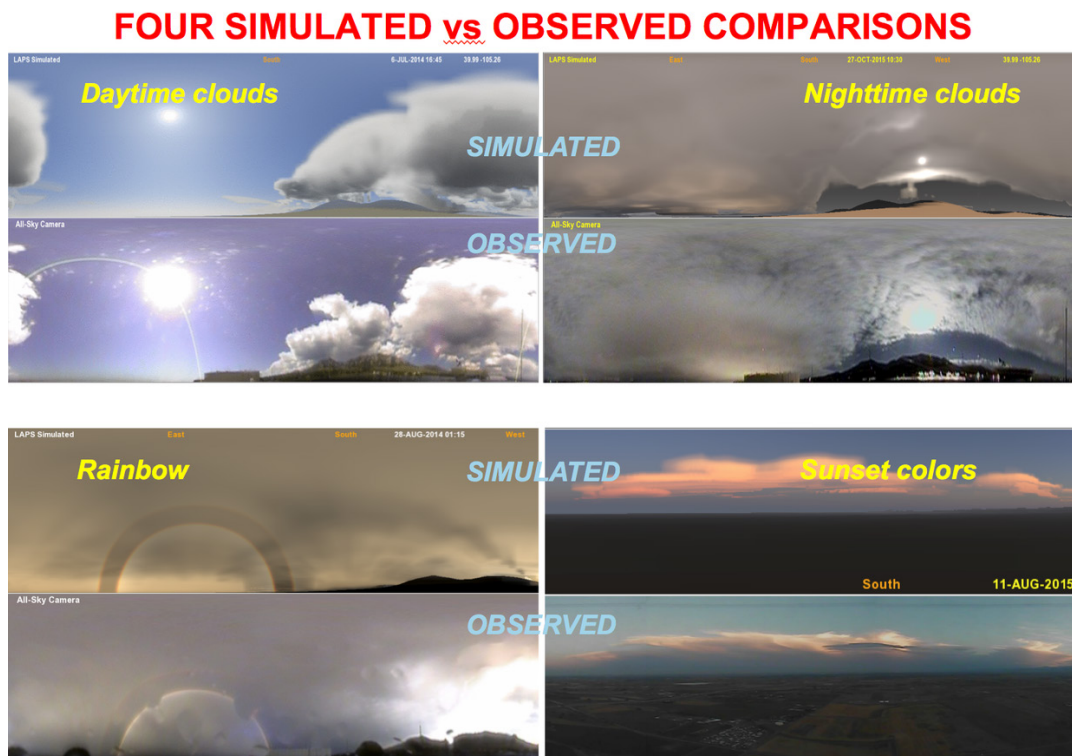 FOUR SIMULATED vs OBSERVED COMPARISONS
LAPS Simulated South 6-JUL-2014 16:45 39.99 -105.26
Daytime clouds
LAPS Simulated East South 27-OCT-2015 10:30 West 39.99 -105.26
Nighttime clouds
SIMULATED
All-Sky Camera
All-Sky Camera
OBSERVED
LAPS Simulated East South 28-AUG-2014 01:15 West
Rainbow
SIMULATED
Sunset colors
South 11-AUG-2015
All-Sky Camera
OBSERVED